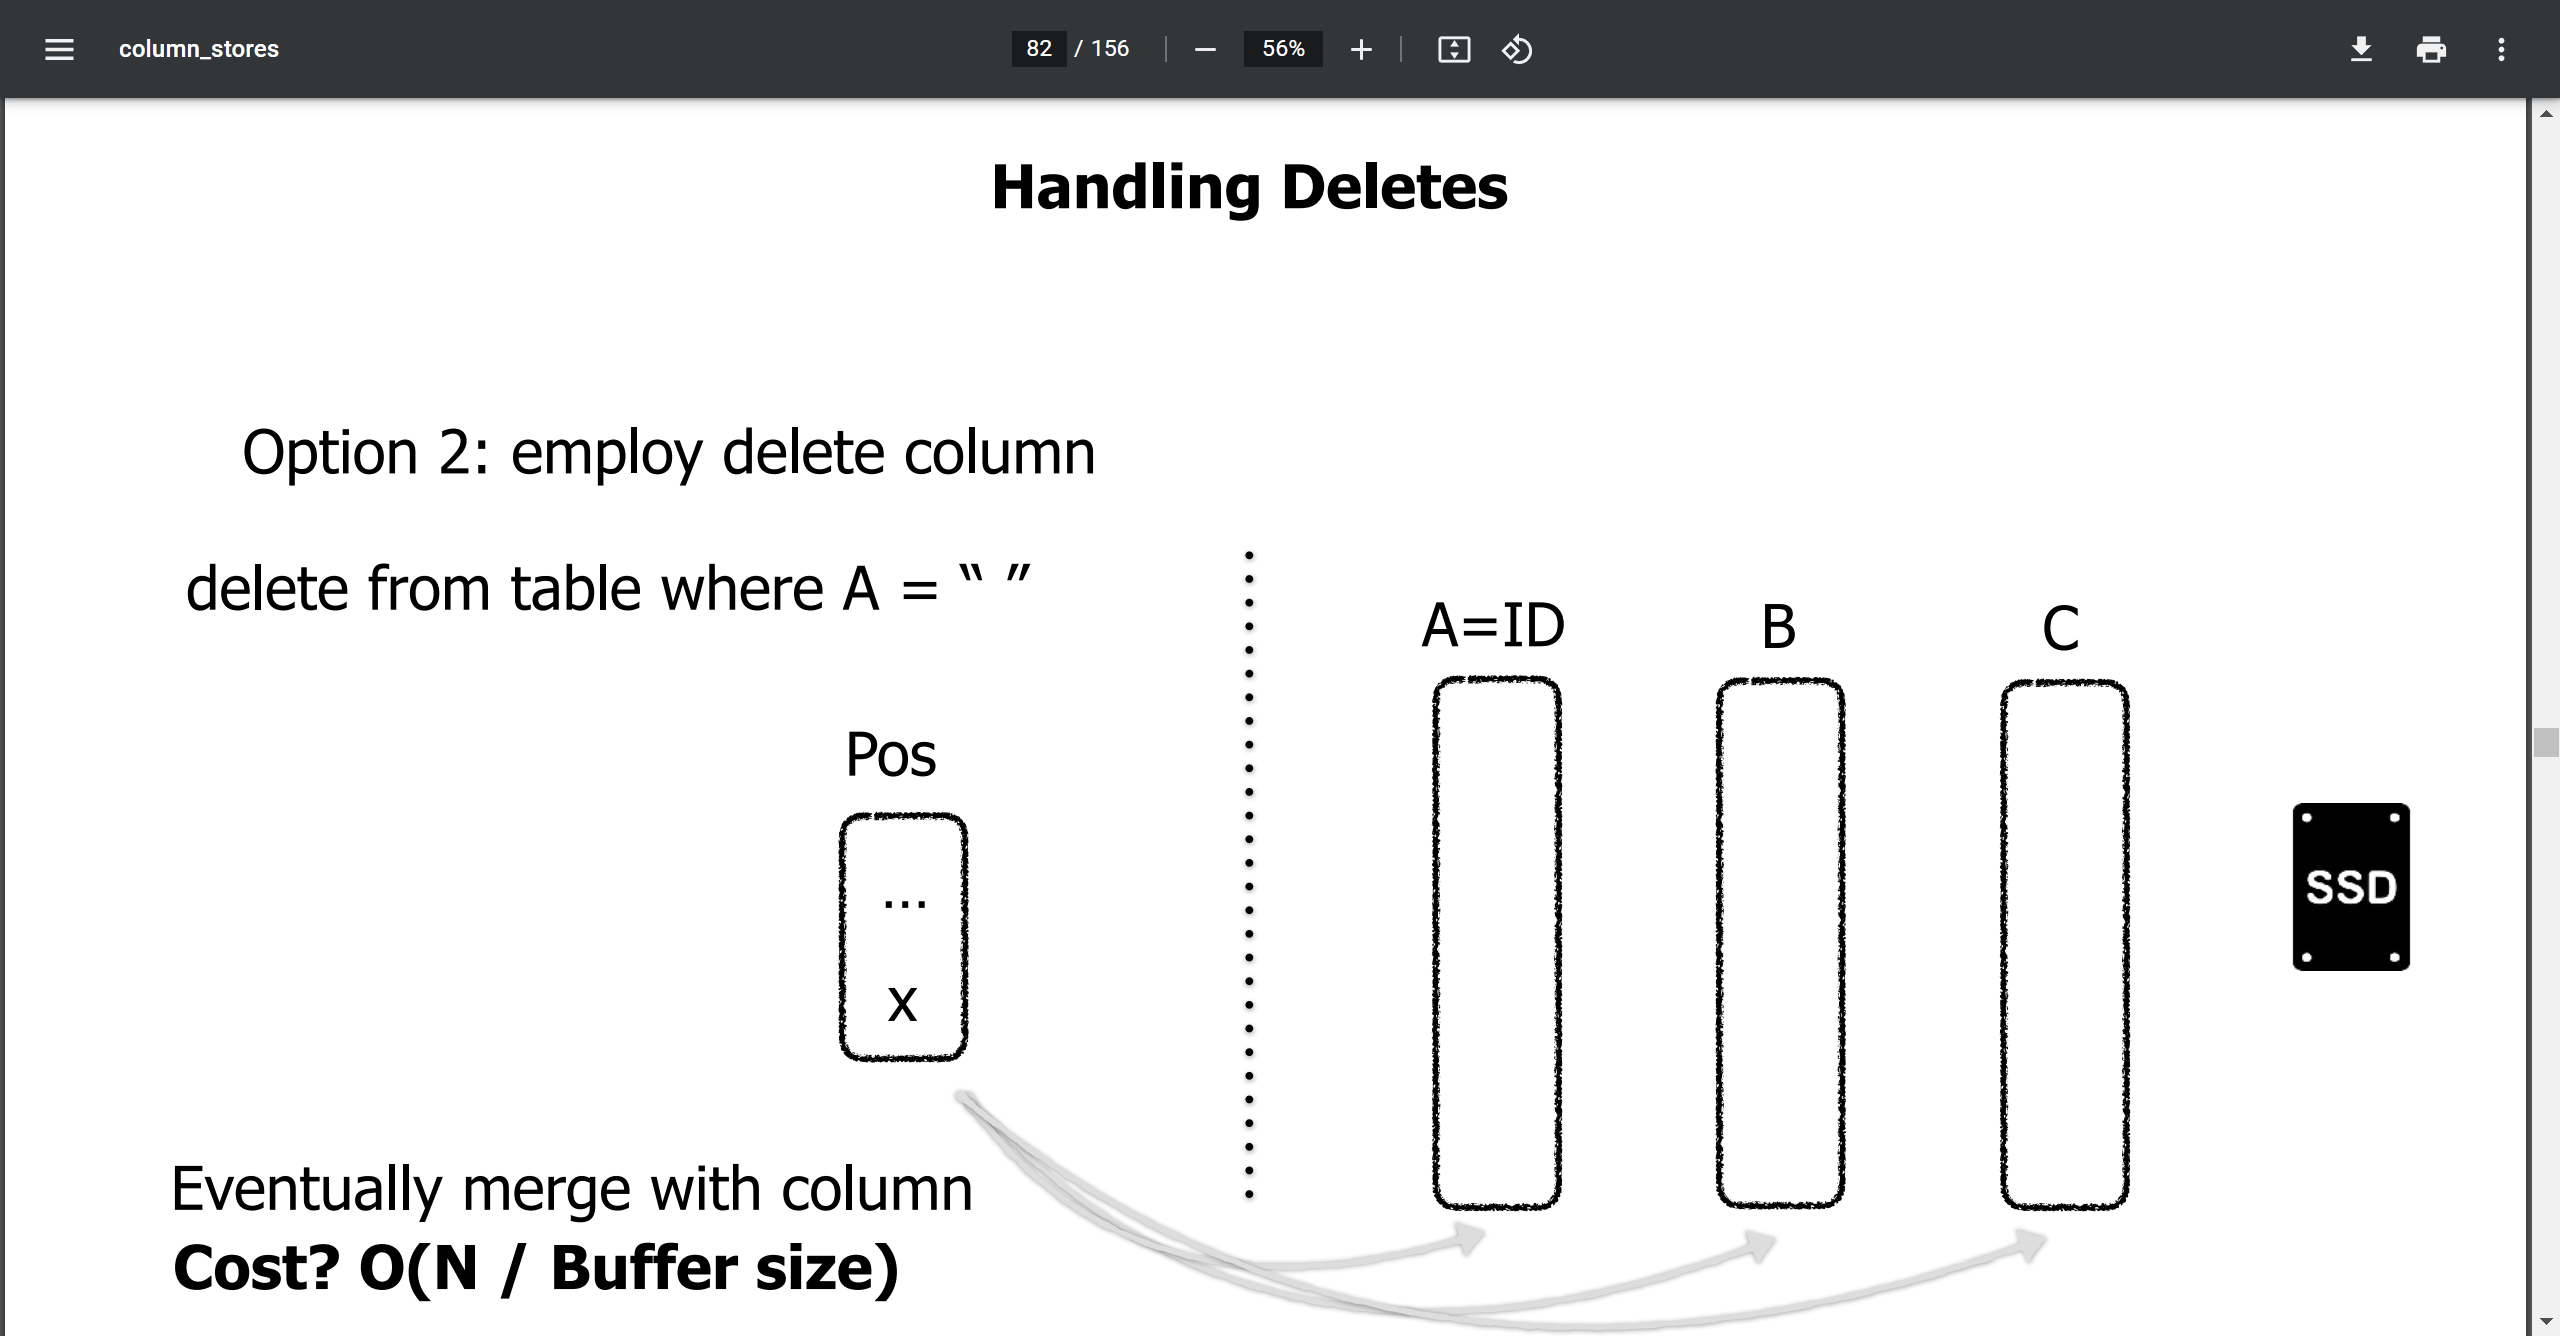 column_stores
82 / 156
56%
Handling Deletes
Option 2: employ delete column
delete from table where A = “ ”
A=ID
B
C
Pos
...
x
SSD
Eventually merge with column
Cost? O(N / Buffer size)